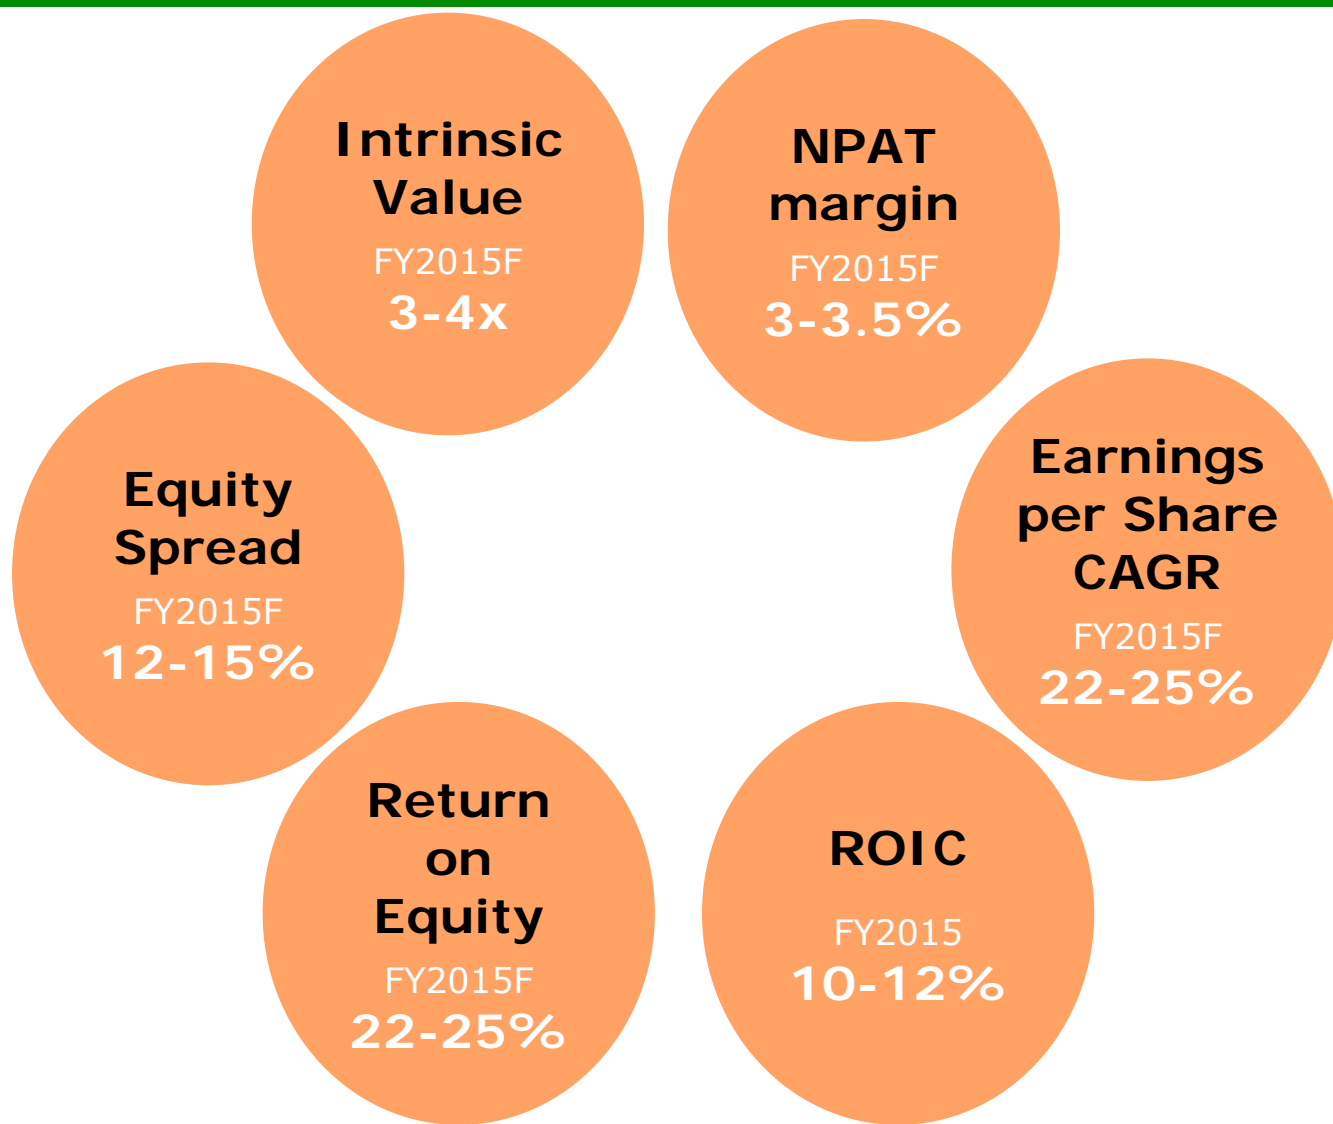 Intrinsic
Value
FY2015F
3-4x
NPAT
margin
FY2015F
3-3.5%
Equity
Spread
FY2015F
12-15%
Earnings
per Share
CAGR
FY2015F
22-25%
Return
on
Equity
FY2015F
22-25%
ROIC
FY2015
10-12%